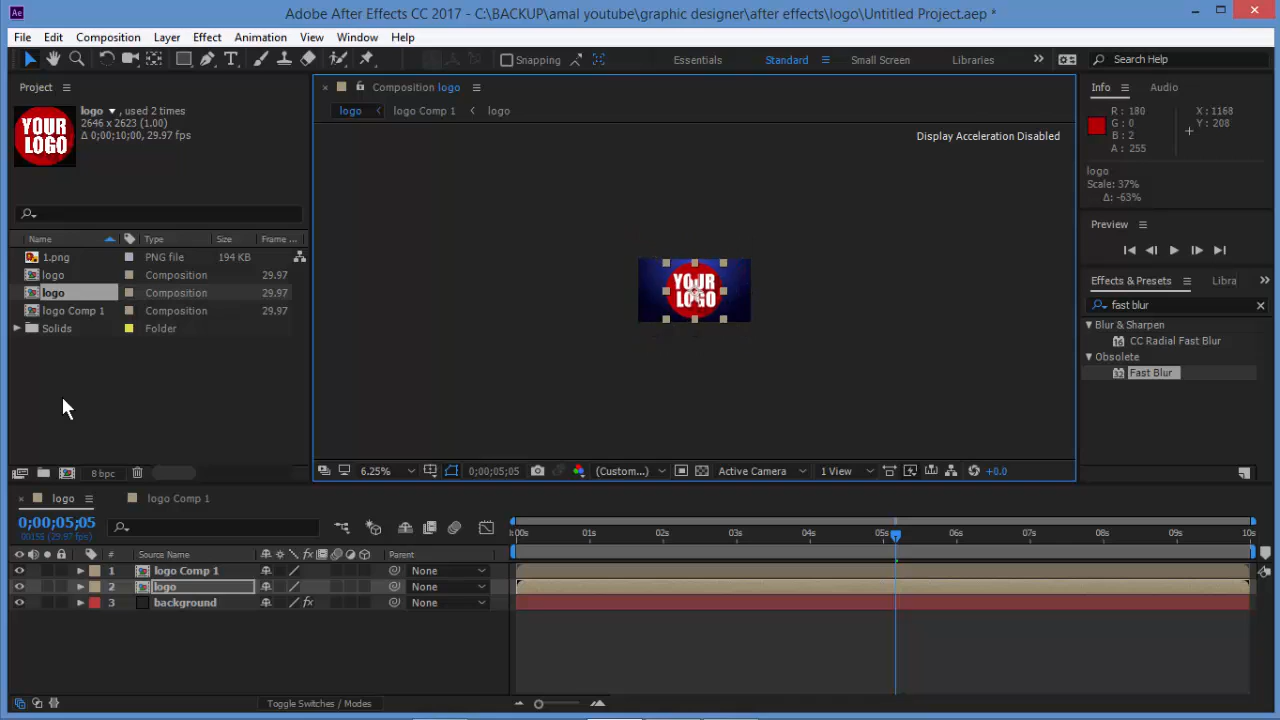 Ae Adobe After Effects CC 2017 - C:\BACKUP\amal youtube\graphic designer\after effects\logo\Untitled Project.aep *
File Edit Composition Layer Effect Animation View Window Help
Snapping Essentials Standard Small Screen Libraries Search Help
Project
YOUR LOGO
logo , used 2 times
2646 x 2623 (1.00)
Δ 0;00;10;00, 29.97 fps
Name Type Size Frame ...
1.png PNG file 194 KB
logo Composition 29.97
logo Composition 29.97
logo Comp 1 Composition 29.97
Solids Folder
8 bpc
Composition logo
logo logo Comp 1 logo
Display Acceleration Disabled
YOUR
LOGO
6.25% 0;00;05;05 (Custom...) Active Camera 1 View +0.0
Info Audio
R : 180
G : 0
B : 2
A : 255
X : 1168
Y : 208
logo
Scale: 37%
Δ: -63%
Preview
Effects & Presets Libra
fast blur
Blur & Sharpen
CC Radial Fast Blur
Obsolete
Fast Blur
logo logo Comp 1
0;00;05;05
00155 (29.97 fps)
:00s 01s 02s 03s 04s 05s 06s 07s 08s 09s 10s
# Source Name Parent
1 logo Comp 1 None
2 logo None
3 background None
Toggle Switches / Modes